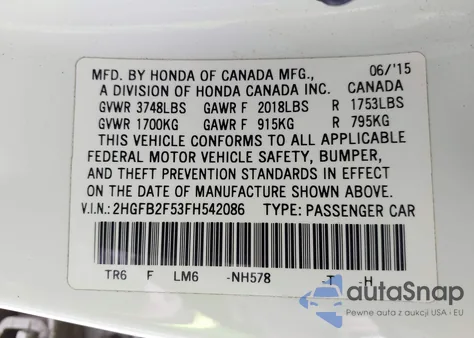 MFD. BY HONDA OF CANADA MFG., 06/'15
A DIVISION OF HONDA CANADA INC. CANADA
GVWR 3748LBS GAWR F 2018LBS R 1753LBS
GVWR 1700KG GAWR F 915KG R 795KG
THIS VEHICLE CONFORMS TO ALL APPLICABLE
FEDERAL MOTOR VEHICLE SAFETY, BUMPER,
AND THEFT PREVENTION STANDARDS IN EFFECT
ON THE DATE OF MANUFACTURE SHOWN ABOVE.
V.I.N.:2HGFB2F53FH542086 TYPE: PASSENGER CAR
TR6 F LM6 -NH578 T H
autoSnap
Pewne auta z aukcji USA i EU